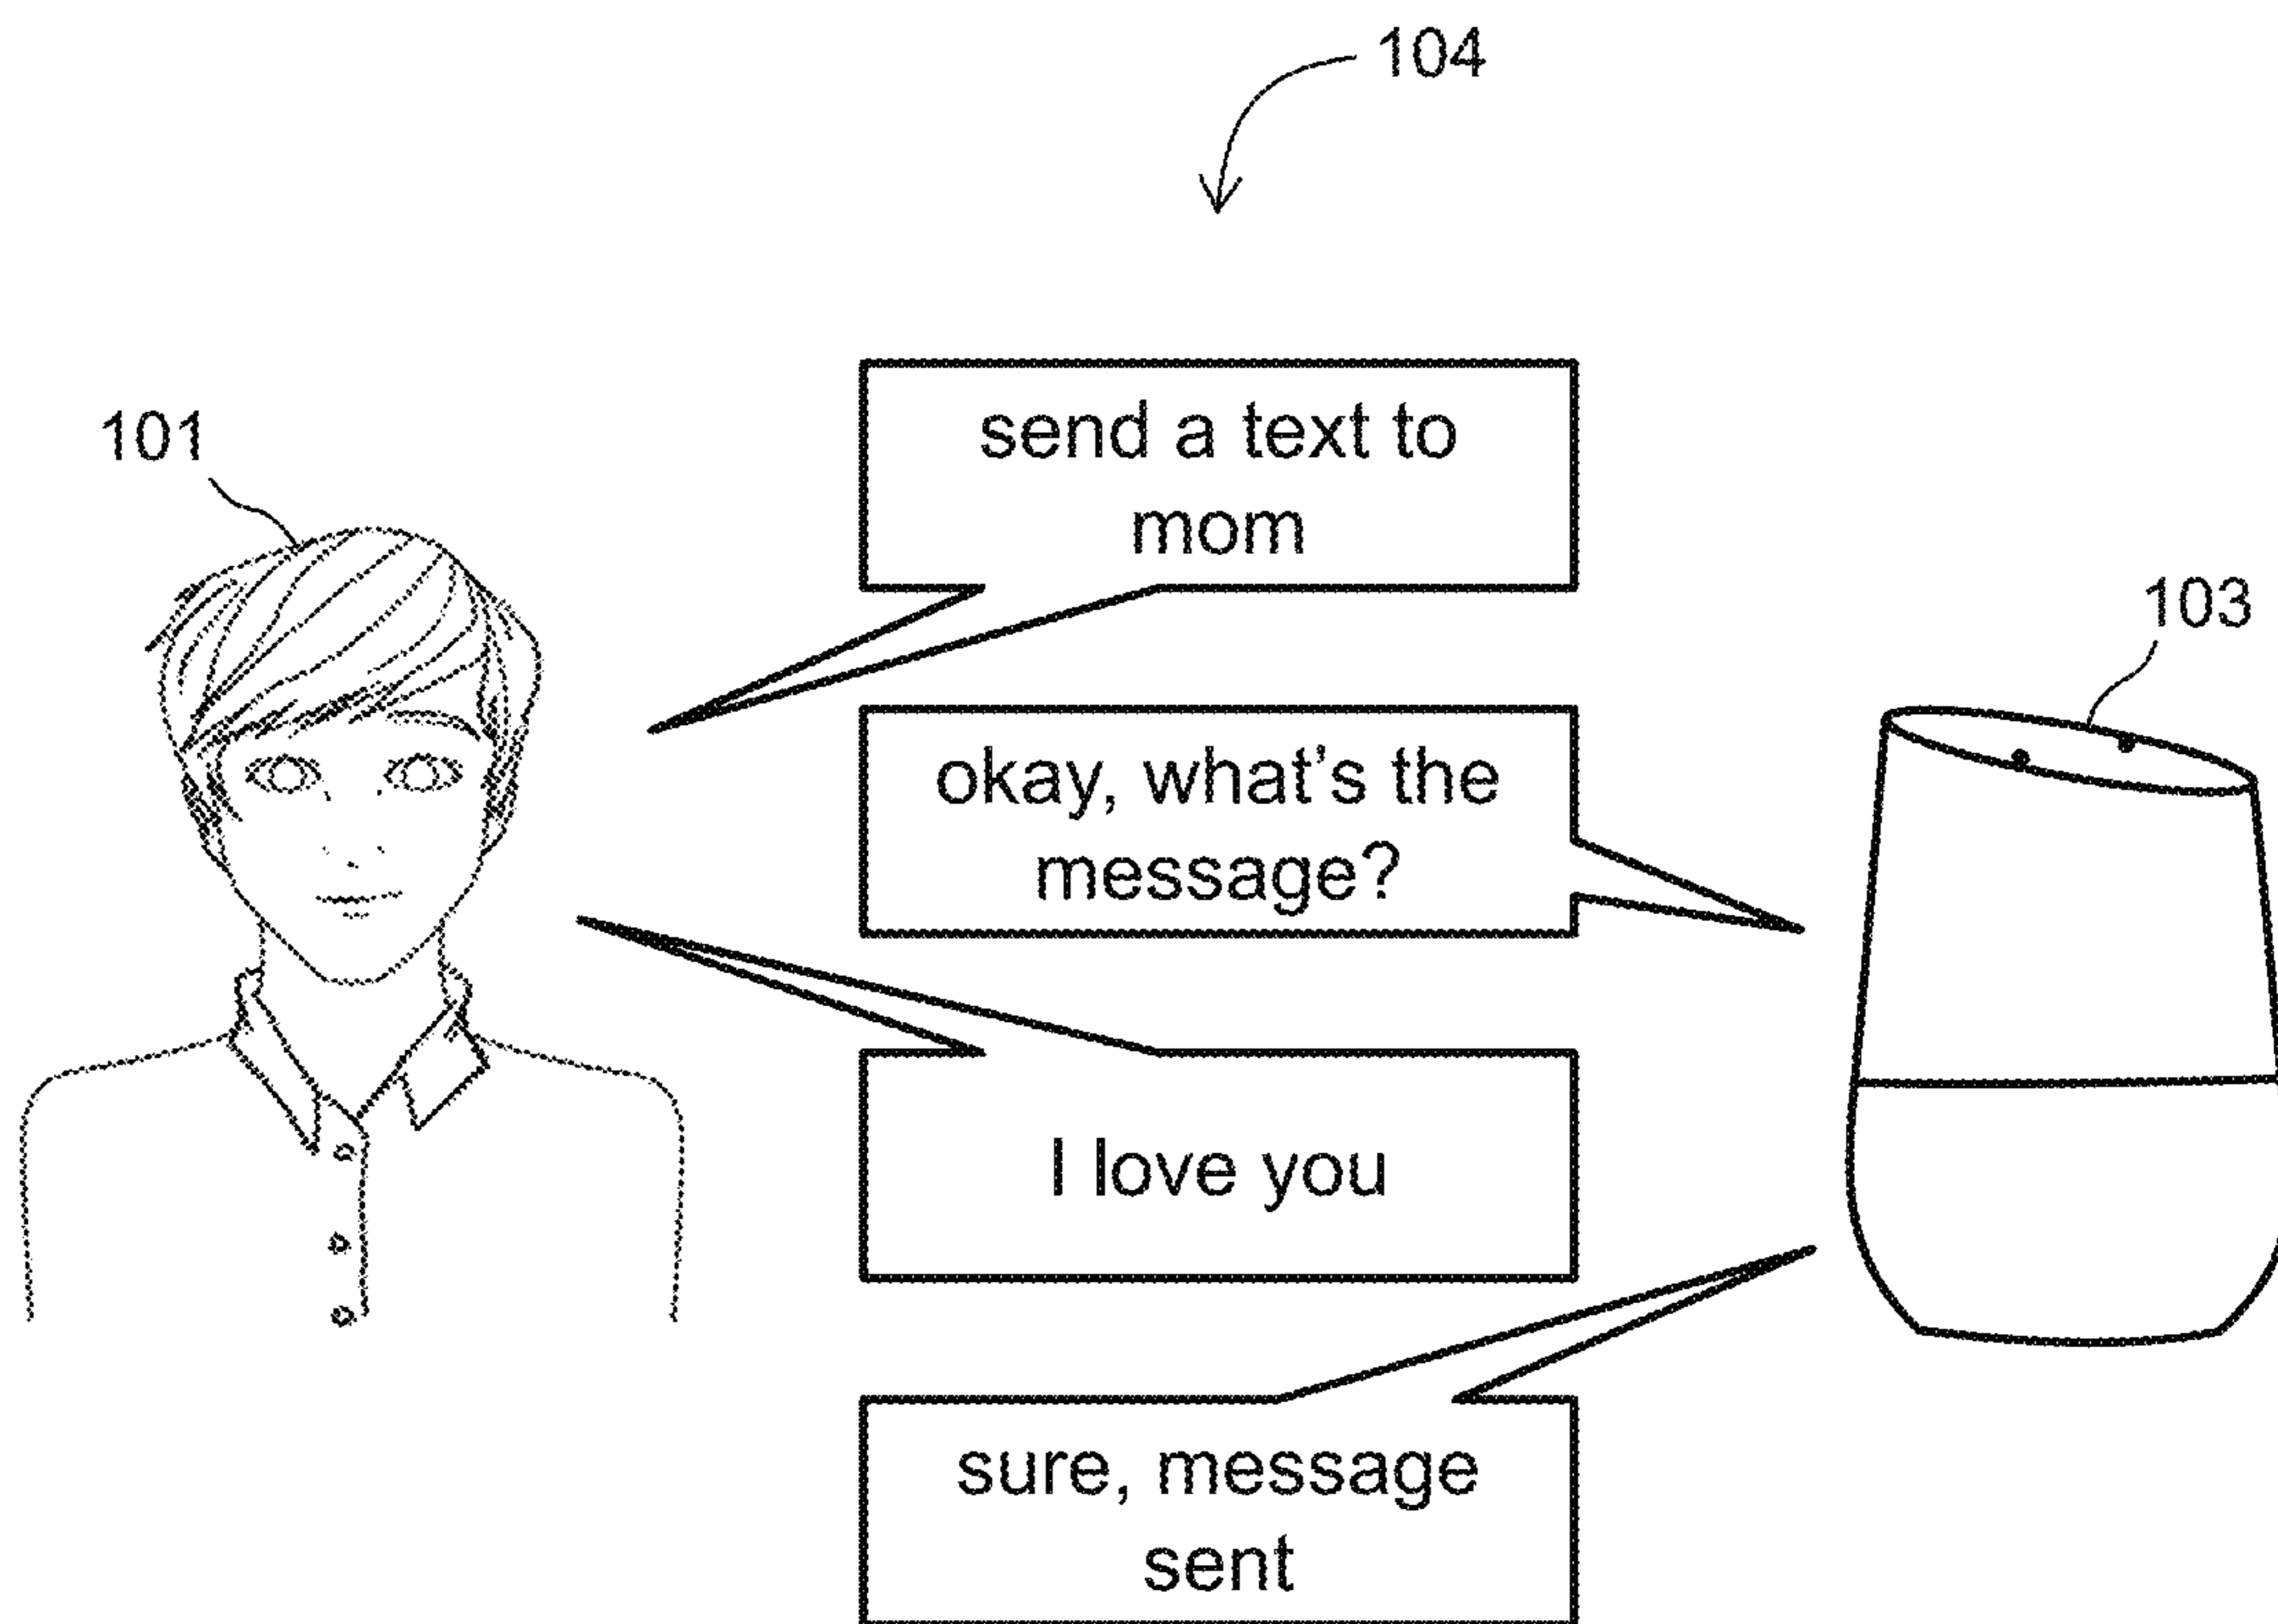 104
101
send a text to
mom
103
okay, what's the
message?
I love you
sure, message
sent